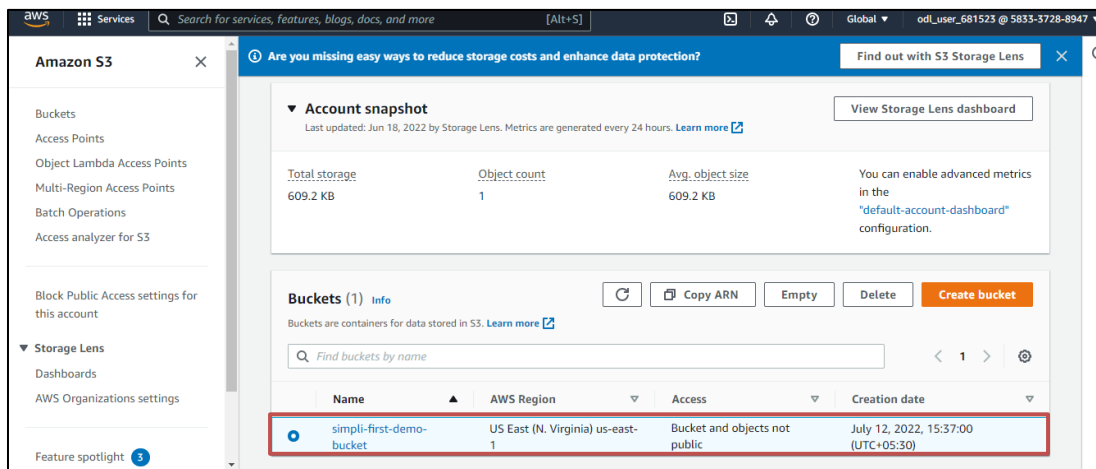 aws Services Search for services, features, blogs, docs, and more [Alt+S] Global odl_user_681523 @ 5833-3728-8947
Amazon S3
Buckets
Access Points
Object Lambda Access Points
Multi-Region Access Points
Batch Operations
Access analyzer for S3
Block Public Access settings for
this account
Storage Lens
Dashboards
AWS Organizations settings
Feature spotlight 3
Are you missing easy ways to reduce storage costs and enhance data protection? Find out with S3 Storage Lens
Account snapshot View Storage Lens dashboard
Last updated: Jun 18, 2022 by Storage Lens. Metrics are generated every 24 hours. Learn more
Total storage Object count Avg. object size
609.2 KB 1 609.2 KB
You can enable advanced metrics
in the
"default-account-dashboard"
configuration.
Buckets (1) Info Copy ARN Empty Delete Create bucket
Buckets are containers for data stored in S3. Learn more
Find buckets by name 1
Name AWS Region Access Creation date
simpli-first-demo- US East (N. Virginia) us-east- Bucket and objects not July 12, 2022, 15:37:00
bucket 1 public (UTC+05:30)